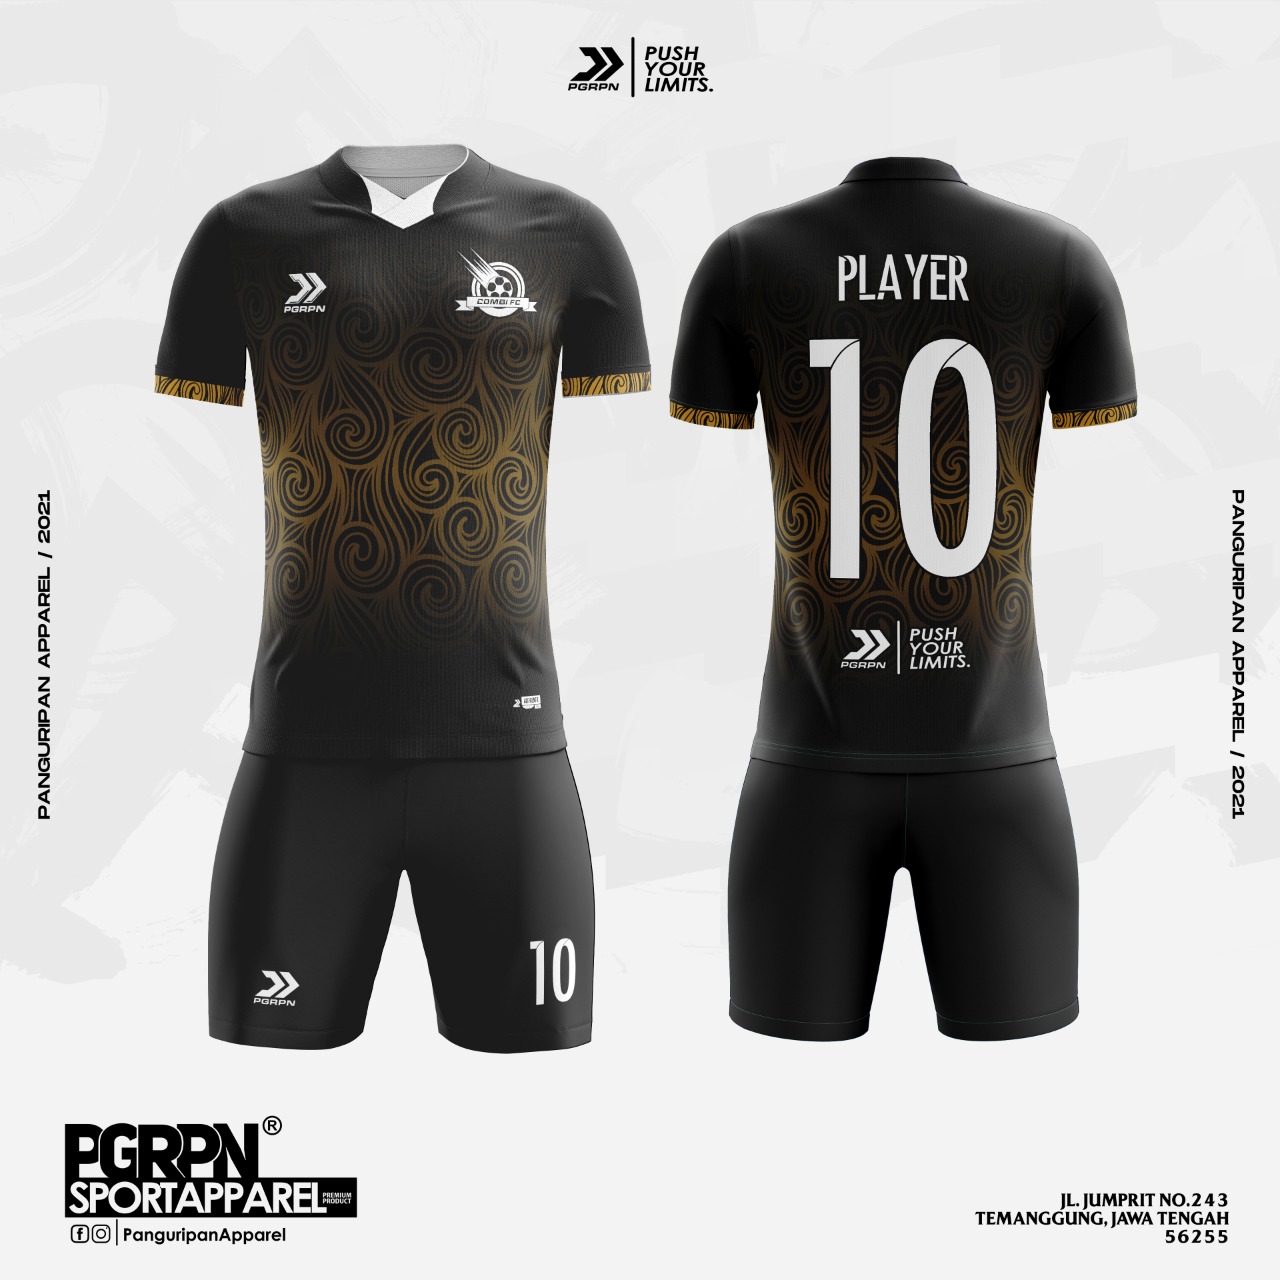 PGRPN
PUSH
YOUR
LIMITS.
PGRPN
COMBI FC
PLAYER
10
PGRPN
PUSH
YOUR
LIMITS.
PGRPN
10
PANGURIPAN APPAREL / 2021
PANGURIPAN APPAREL / 2021
PGRPN®
SPORTAPPAREL PREMIUM PRODUCT
PanguripanApparel
JL. JUMPRIT NO.243
TEMANGGUNG, JAWA TENGAH
56255